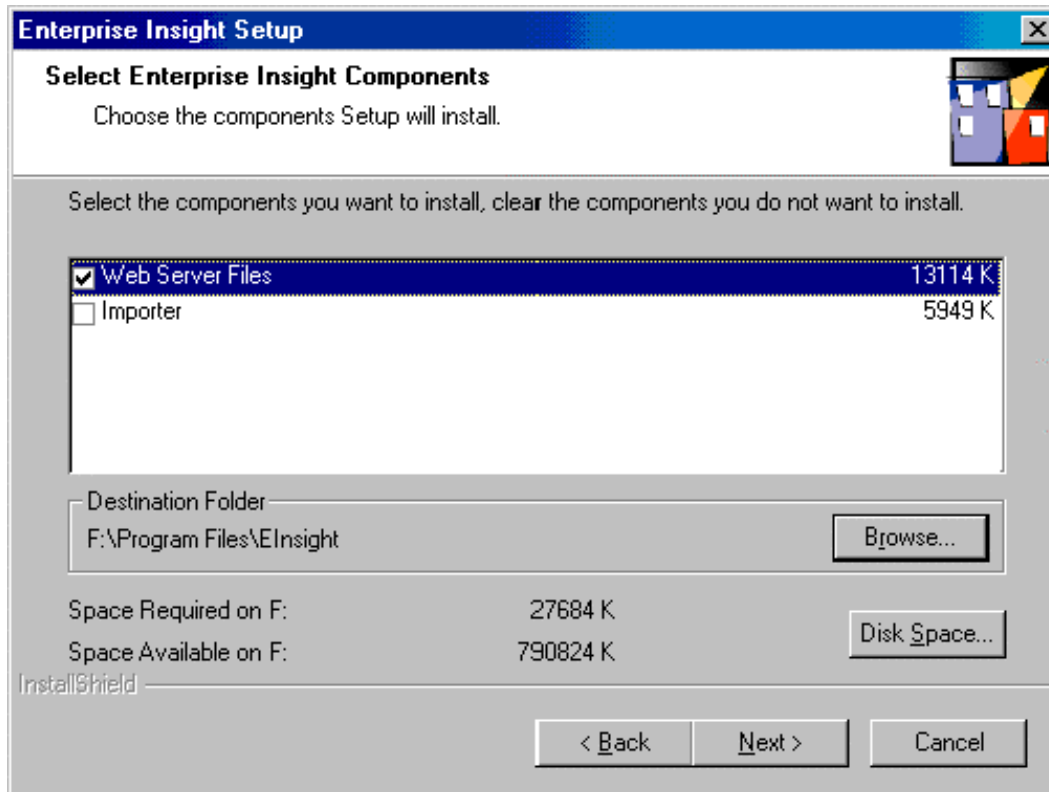 Enterprise Insight Setup
Select Enterprise Insight Components
Choose the components Setup will install.
Select the components you want to install, clear the components you do not want to install.
Web Server Files 13114 K
Importer 5949 K
Destination Folder
F:\Program Files\EInsight
Browse...
Space Required on F: 27684 K
Space Available on F: 790824 K
Disk Space...
InstallShield
< Back Next > Cancel